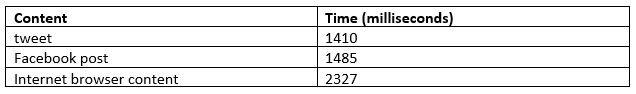 Content Time (milliseconds)
tweet 1410
Facebook post 1485
Internet browser content 2327